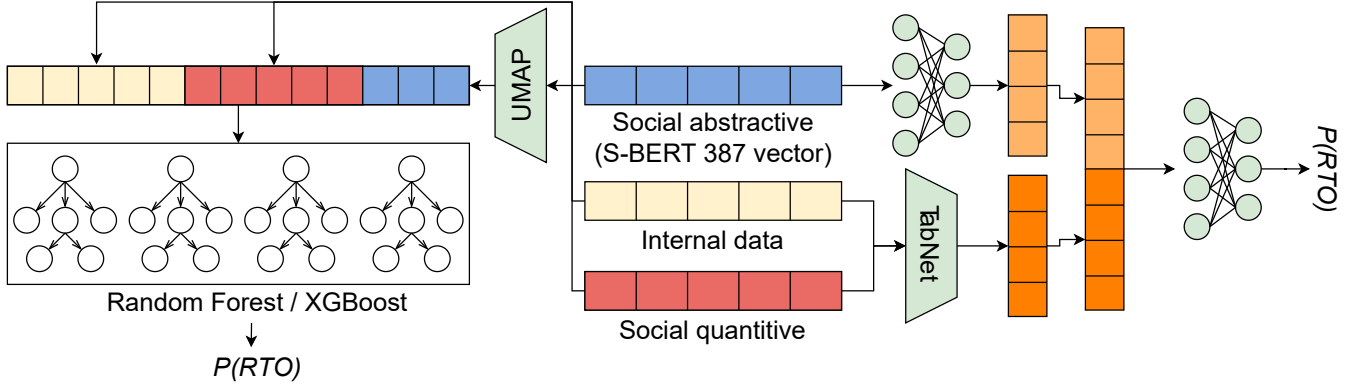 UMAP
Social abstractive
(S-BERT 387 vector)
Internal data
Social quantitive
TabNet
P(RTO)
Random Forest / XGBoost
P(RTO)